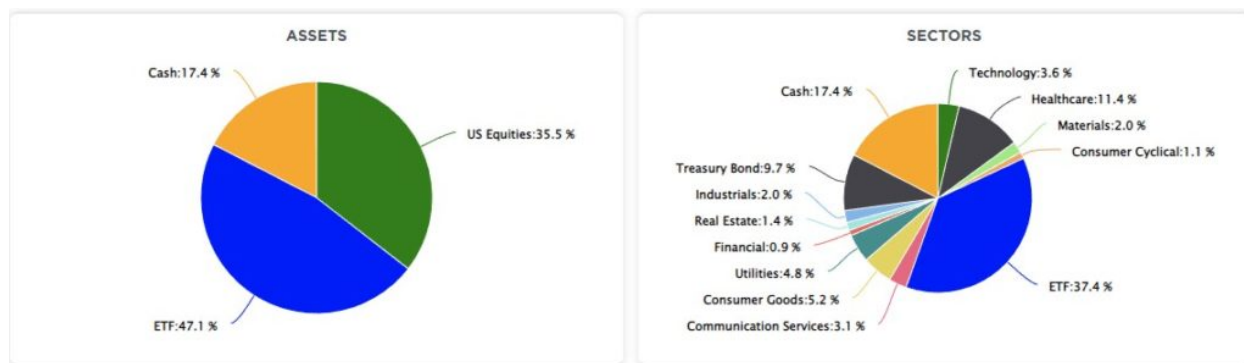 ASSETS
Cash:17.4 %
US Equities:35.5 %
ETF:47.1 %
SECTORS
Technology:3.6 %
Cash:17.4 %
Healthcare:11.4 %
Materials:2.0 %
Consumer Cyclical:1.1 %
Treasury Bond:9.7 %
Industrials:2.0 %
Real Estate:1.4 %
Financial:0.9 %
Utilities:4.8 %
ETF:37.4 %
Consumer Goods:5.2 %
Communication Services:3.1 %